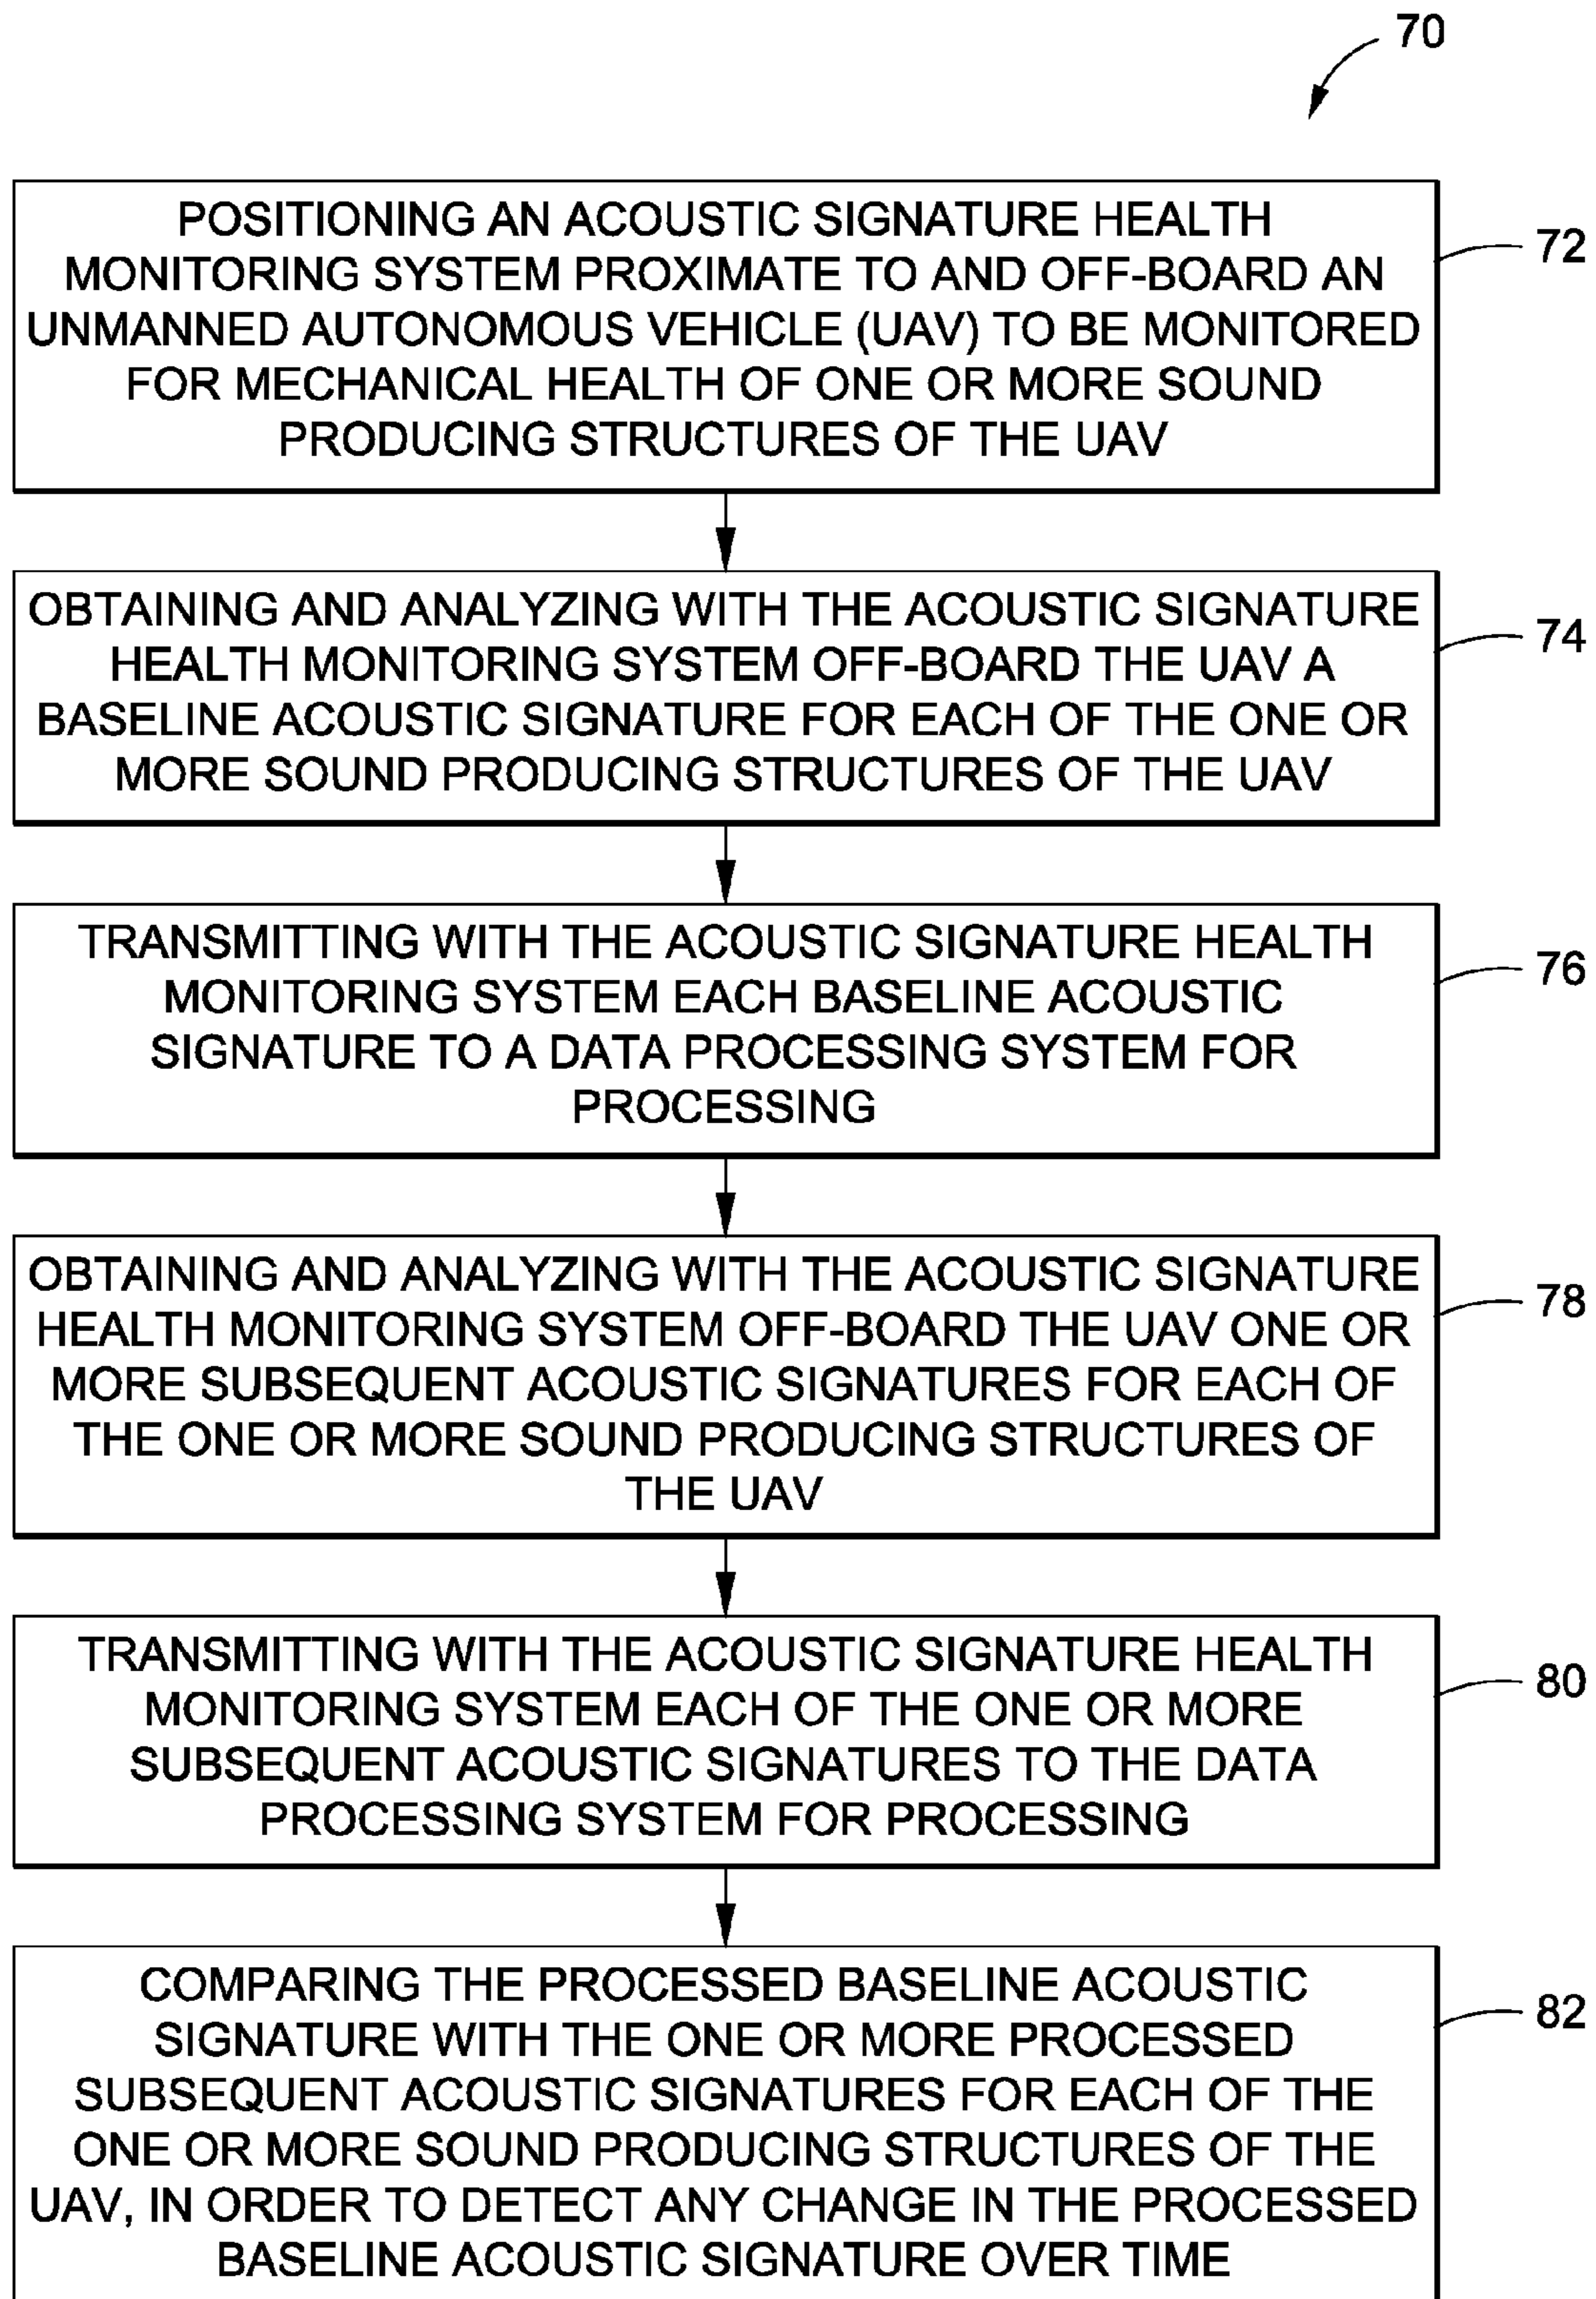 70
POSITIONING AN ACOUSTIC SIGNATURE HEALTH
MONITORING SYSTEM PROXIMATE TO AND OFF-BOARD AN
UNMANNED AUTONOMOUS VEHICLE (UAV) TO BE MONITORED
FOR MECHANICAL HEALTH OF ONE OR MORE SOUND
PRODUCING STRUCTURES OF THE UAV
72
OBTAINING AND ANALYZING WITH THE ACOUSTIC SIGNATURE
HEALTH MONITORING SYSTEM OFF-BOARD THE UAV A
BASELINE ACOUSTIC SIGNATURE FOR EACH OF THE ONE OR
MORE SOUND PRODUCING STRUCTURES OF THE UAV
74
TRANSMITTING WITH THE ACOUSTIC SIGNATURE HEALTH
MONITORING SYSTEM EACH BASELINE ACOUSTIC
SIGNATURE TO A DATA PROCESSING SYSTEM FOR
PROCESSING
76
OBTAINING AND ANALYZING WITH THE ACOUSTIC SIGNATURE
HEALTH MONITORING SYSTEM OFF-BOARD THE UAV ONE OR
MORE SUBSEQUENT ACOUSTIC SIGNATURES FOR EACH OF
THE ONE OR MORE SOUND PRODUCING STRUCTURES OF
THE UAV
78
TRANSMITTING WITH THE ACOUSTIC SIGNATURE HEALTH
MONITORING SYSTEM EACH OF THE ONE OR MORE
SUBSEQUENT ACOUSTIC SIGNATURES TO THE DATA
PROCESSING SYSTEM FOR PROCESSING
80
COMPARING THE PROCESSED BASELINE ACOUSTIC
SIGNATURE WITH THE ONE OR MORE PROCESSED
SUBSEQUENT ACOUSTIC SIGNATURES FOR EACH OF THE
ONE OR MORE SOUND PRODUCING STRUCTURES OF THE
UAV, IN ORDER TO DETECT ANY CHANGE IN THE PROCESSED
BASELINE ACOUSTIC SIGNATURE OVER TIME
82